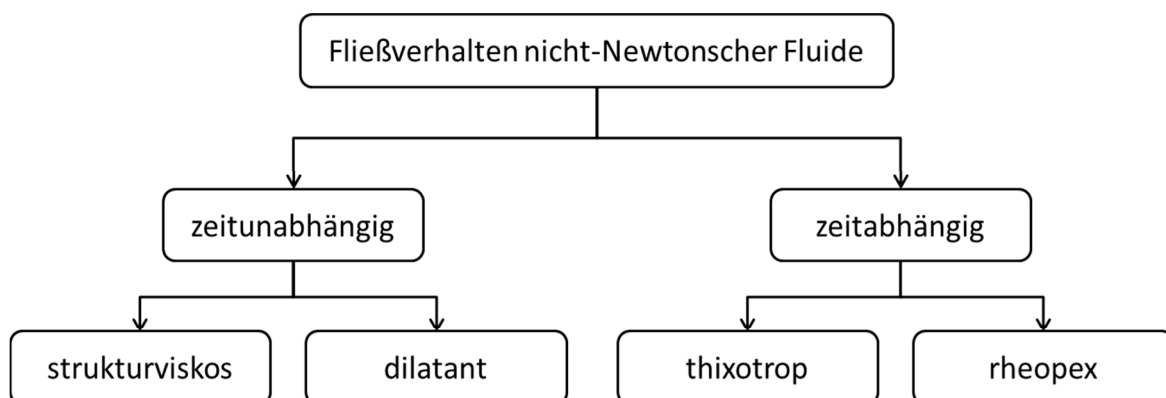 Fließverhalten nicht-Newtonscher Fluide
zeitunabhängig
zeitabhängig
strukturviskos
dilatant
thixotrop
rheopex